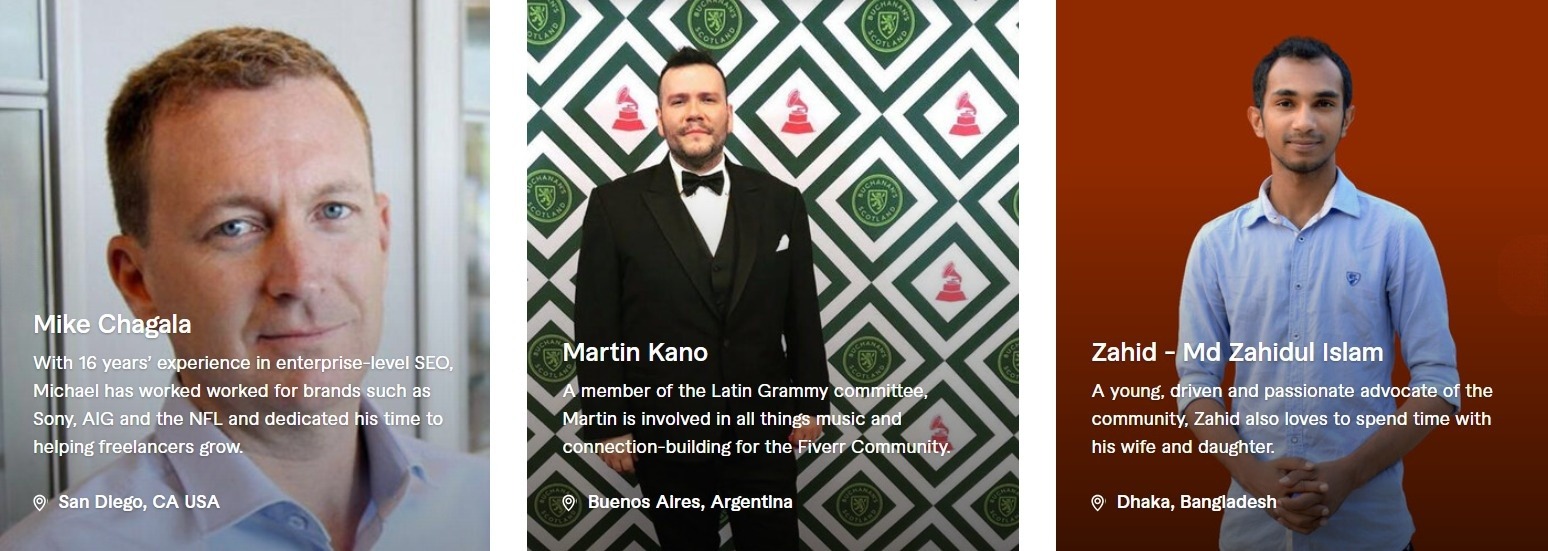 Mike Chagala
With 16 years’ experience in enterprise-level SEO,
Michael has worked worked for brands such as
Sony, AIG and the NFL and dedicated his time to
helping freelancers grow.
San Diego, CA USA
BUCHANAN'S
SCOTLAND
Martin Kano
A member of the Latin Grammy committee,
Martin is involved in all things music and
connection-building for the Fiverr Community.
Buenos Aires, Argentina
Zahid - Md Zahidul Islam
A young, driven and passionate advocate of the
community, Zahid also loves to spend time with
his wife and daughter.
Dhaka, Bangladesh